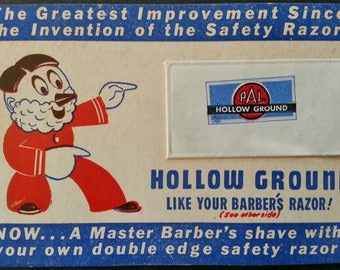 The Greatest Improvement Since
the Invention of the Safety Razor
PAL
HOLLOW GROUND
HOLLOW GROUND
LIKE YOUR BARBER'S RAZOR!
(See other side)
NOW...A Master Barber's shave with
your own double edge safety razor